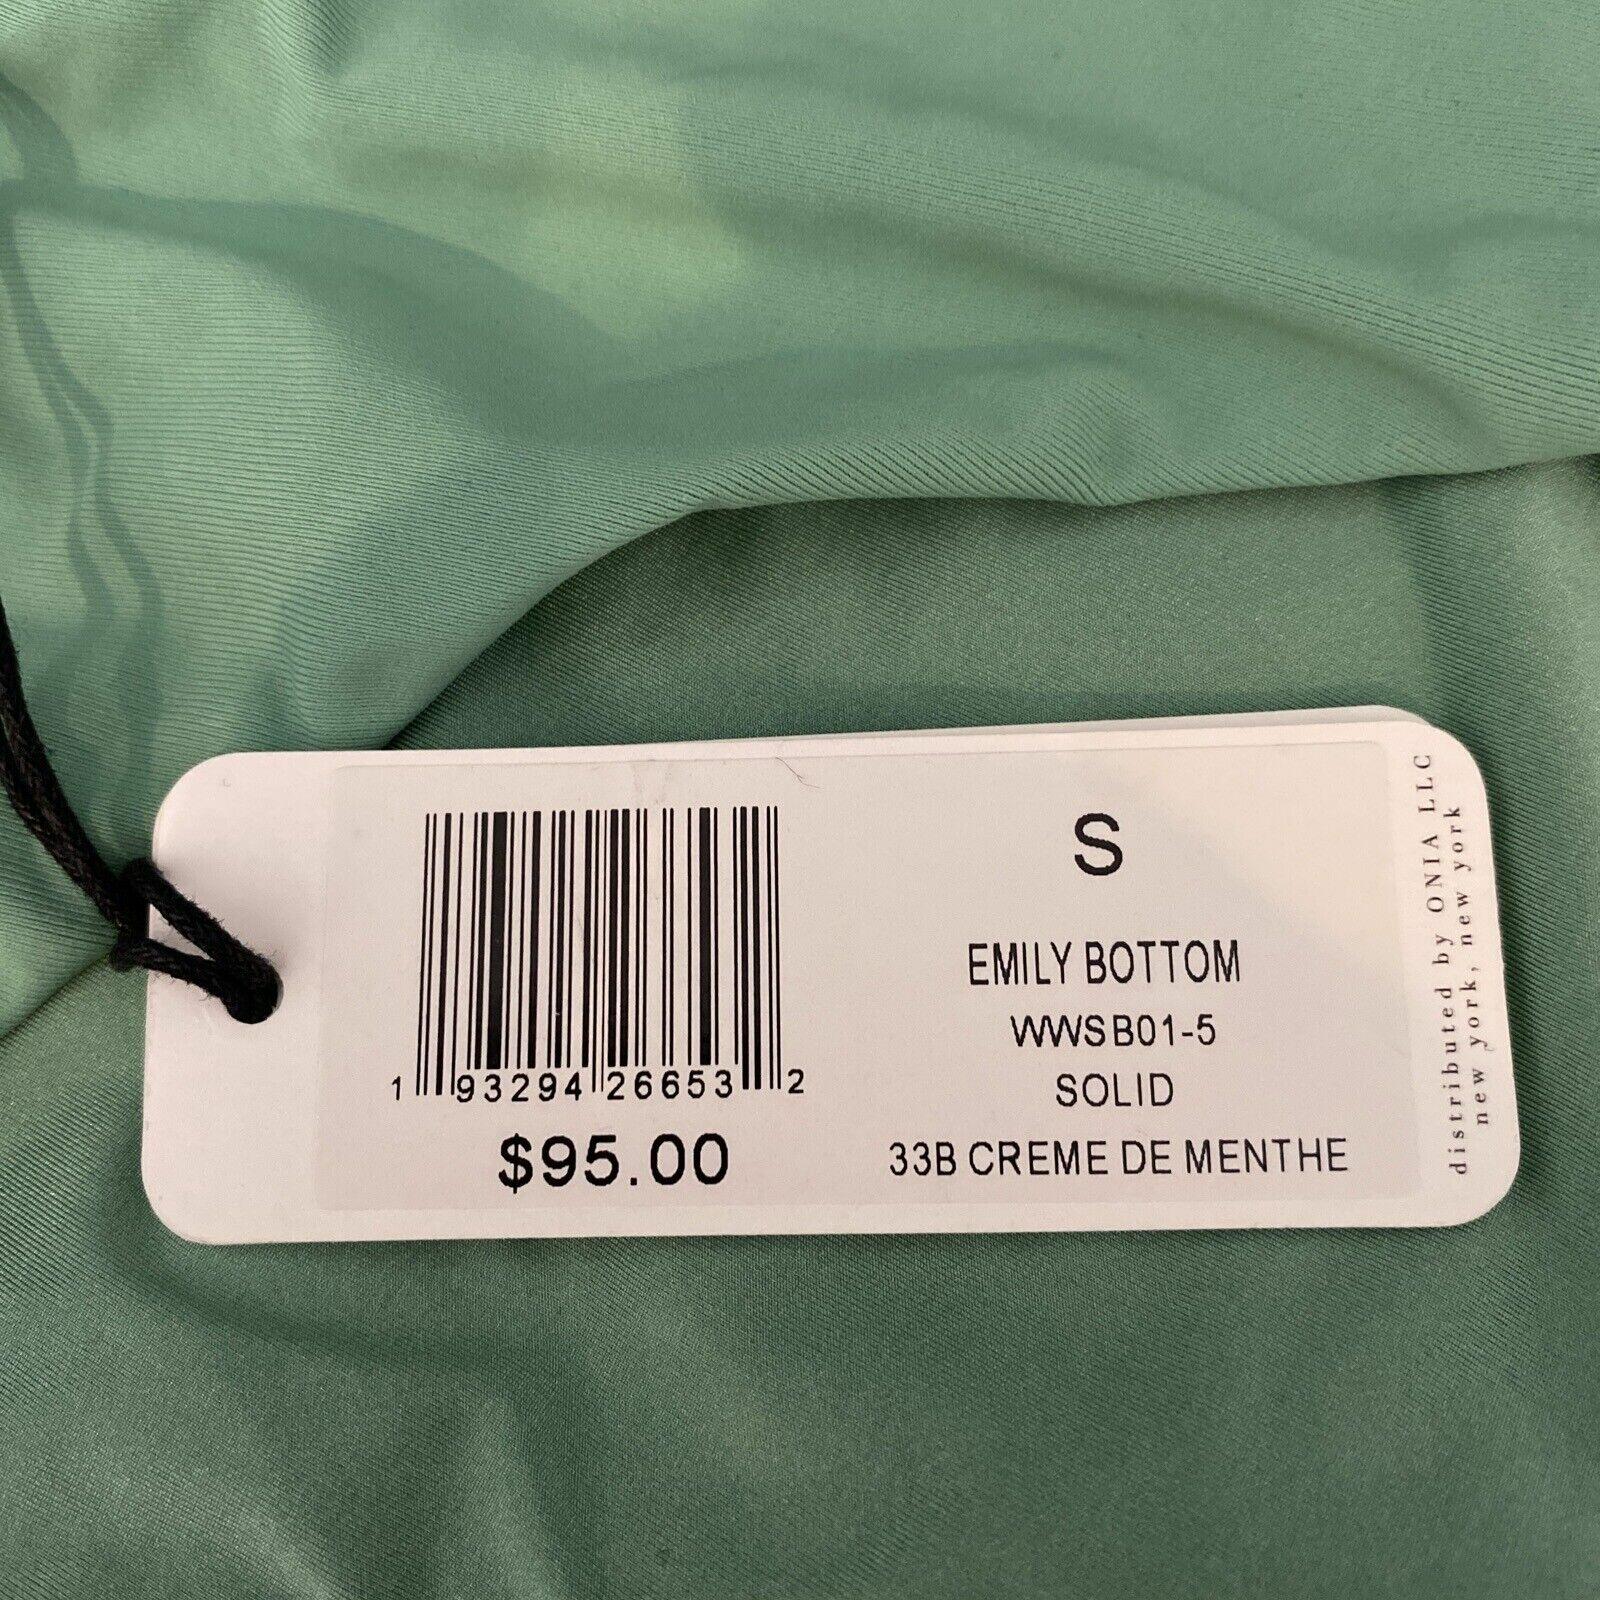 S
EMILY BOTTOM
WWSB01-5
SOLID
33B CREME DE MENTHE
1 93294 26653 2
$95.00
distributed by ONIA LLC
new york, new york